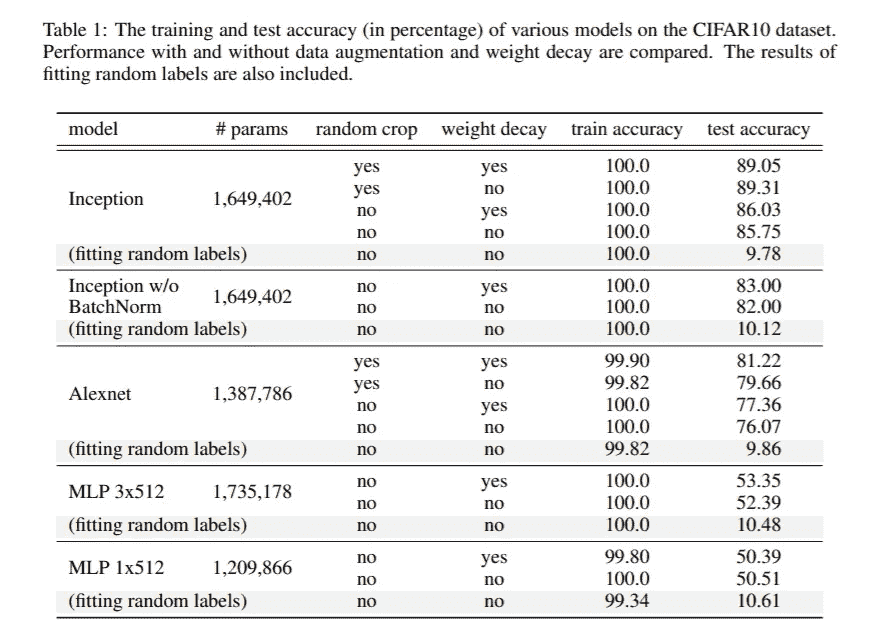 Table 1: The training and test accuracy (in percentage) of various models on the CIFAR10 dataset.
Performance with and without data augmentation and weight decay are compared. The results of
fitting random labels are also included.
model # params random crop weight decay train accuracy test accuracy
yes yes 100.0 89.05
yes no 100.0 89.31
Inception 1,649,402
no yes 100.0 86.03
no no 100.0 85.75
(fitting random labels) no no 100.0 9.78
Inception w/o no yes 100.0 83.00
1,649,402
BatchNorm no no 100.0 82.00
(fitting random labels) no no 100.0 10.12
yes yes 99.90 81.22
yes no 99.82 79.66
Alexnet 1,387,786
no yes 100.0 77.36
no no 100.0 76.07
(fitting random labels) no no 99.82 9.86
no yes 100.0 53.35
MLP 3x512 1,735,178
no no 100.0 52.39
(fitting random labels) no no 100.0 10.48
no yes 99.80 50.39
MLP 1x512 1,209,866
no no 100.0 50.51
(fitting random labels) no no 99.34 10.61